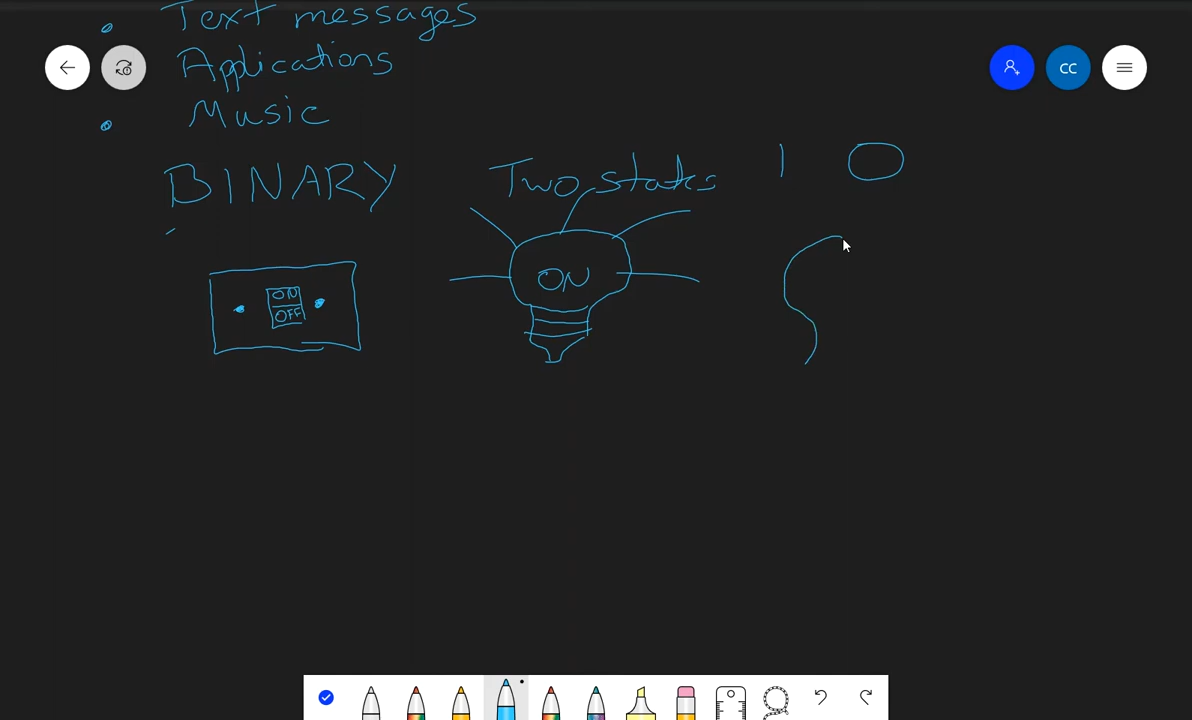 Text messages
Applications
Music
BINARY
Two states
1 0
ON
ON
OFF
CC